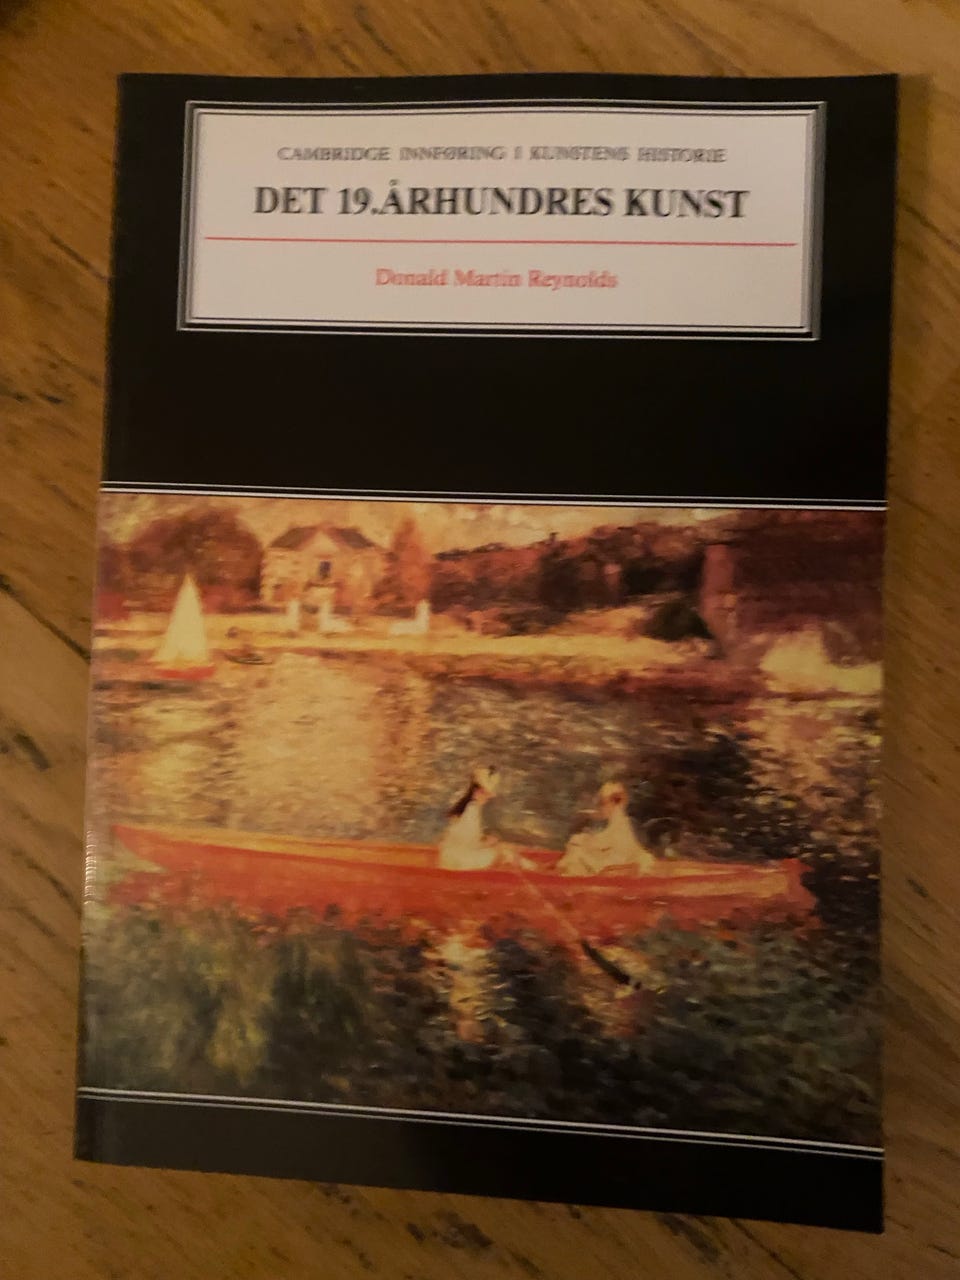 CAMBRIDGE INNFØRING I KUNSTENS HISTORIE
DET 19.ÅRHUNDRES KUNST
Donald Martin Reynolds